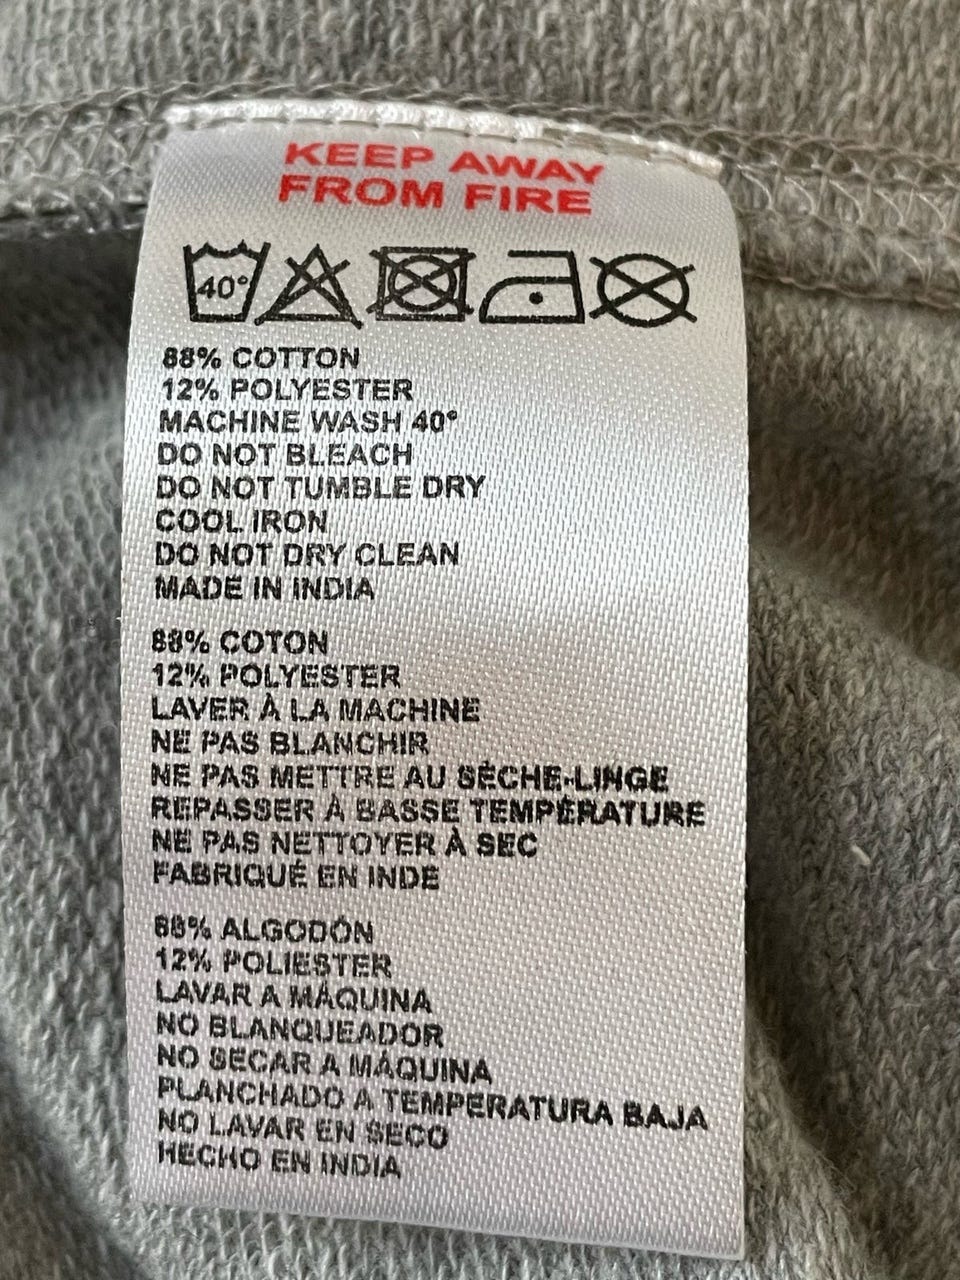 KEEP AWAY
FROM FIRE
40°
88% COTTON
12% POLYESTER
MACHINE WASH 40°
DO NOT BLEACH
DO NOT TUMBLE DRY
COOL IRON
DO NOT DRY CLEAN
MADE IN INDIA
88% COTON
12% POLYESTER
LAVER À LA MACHINE
NE PAS BLANCHIR
NE PAS METTRE AU SÈCHE-LINGE
REPASSER À BASSE TEMPÉRATURE
NE PAS NETTOYER À SEC
FABRIQUÉ EN INDE
88% ALGODÓN
12% POLIESTER
LAVAR A MÁQUINA
NO BLANQUEADOR
NO SECAR A MÁQUINA
PLANCHADO A TEMPERATURA BAJA
NO LAVAR EN SECO
HECHO EN INDIA